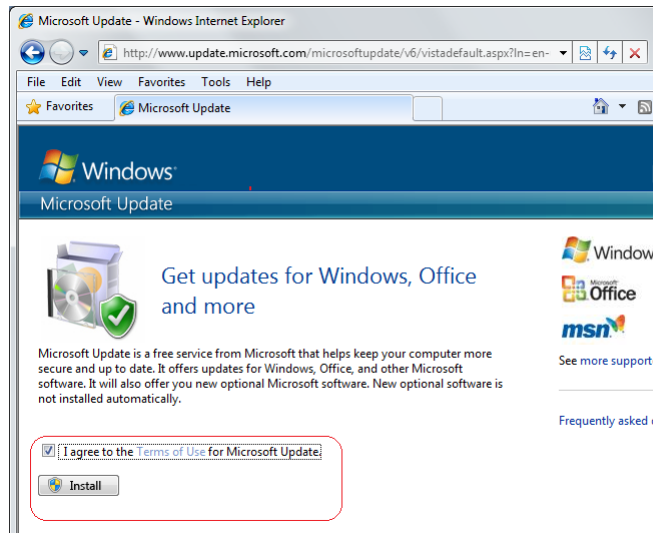 Microsoft Update - Windows Internet Explorer
http://www.update.microsoft.com/microsoftupdate/v6/vistadefault.aspx?ln=en-
File Edit View Favorites Tools Help
Favorites
Microsoft Update
Windows
Microsoft Update
Get updates for Windows, Office
and more
Microsoft Update is a free service from Microsoft that helps keep your computer more
secure and up to date. It offers updates for Windows, Office, and other Microsoft
software. It will also offer you new optional Microsoft software. New optional software is
not installed automatically.
I agree to the Terms of Use for Microsoft Update.
Install
Window
Microsoft
Office
msn
See more support
Frequently asked